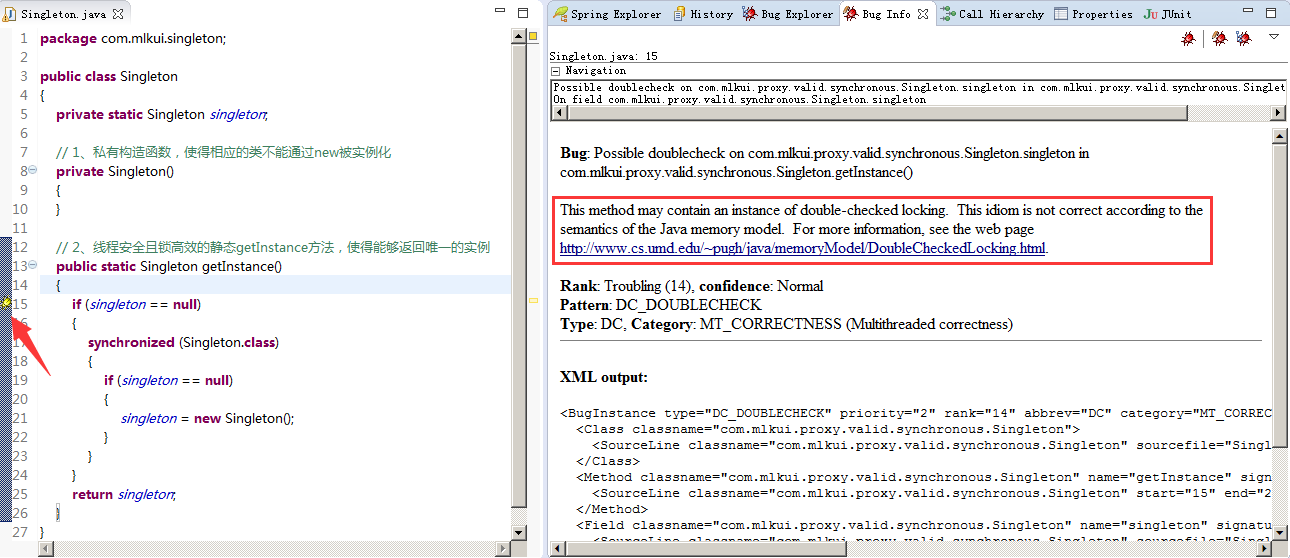 Singleton.java
1 package com.mlkui.singleton;
2
3 public class Singleton
4 {
5 private static Singleton singleton;
6
7 // 1、私有构造函数，使得相应的类不能通过new被实例化
8 private Singleton()
9 {
10 }
11
12 // 2、线程安全且锁高效的静态getInstance方法，使得能够返回唯一的实例
13 public static Singleton getInstance()
14 {
15 if (singleton == null)
16 {
17 synchronized (Singleton.class)
18 {
19 if (singleton == null)
20 {
21 singleton = new Singleton();
22 }
23 }
24 }
25 return singleton;
26 }
27 }
Spring Explorer History Bug Explorer Bug Info Call Hierarchy Properties JUnit
Singleton.java: 15
Navigation
Possible doublecheck on com.mlkui.proxy.valid.synchronous.Singleton.singleton in com.mlkui.proxy.valid.synchronous.Singlet
On field com.mlkui.proxy.valid.synchronous.Singleton.singleton
Bug: Possible doublecheck on com.mlkui.proxy.valid.synchronous.Singleton.singleton in
com.mlkui.proxy.valid.synchronous.Singleton.getInstance()
This method may contain an instance of double-checked locking. This idiom is not correct according to the
semantics of the Java memory model. For more information, see the web page
http://www.cs.umd.edu/~pugh/java/memoryModel/DoubleCheckedLocking.html.
Rank: Troubling (14), confidence: Normal
Pattern: DC_DOUBLECHECK
Type: DC, Category: MT_CORRECTNESS (Multithreaded correctness)
XML output:
<BugInstance type="DC_DOUBLECHECK" priority="2" rank="14" abbrev="DC" category="MT_CORREC
<Class classname="com.mlkui.proxy.valid.synchronous.Singleton">
<SourceLine classname="com.mlkui.proxy.valid.synchronous.Singleton" sourcefile="Singl
</Class>
<Method classname="com.mlkui.proxy.valid.synchronous.Singleton" name="getInstance" sign
<SourceLine classname="com.mlkui.proxy.valid.synchronous.Singleton" start="15" end="2
</Method>
<Field classname="com.mlkui.proxy.valid.synchronous.Singleton" name="singleton" signatu
<SourceLine classname="com.mlkui.proxy.valid.synchronous.Singleton" sourcefile="Singl